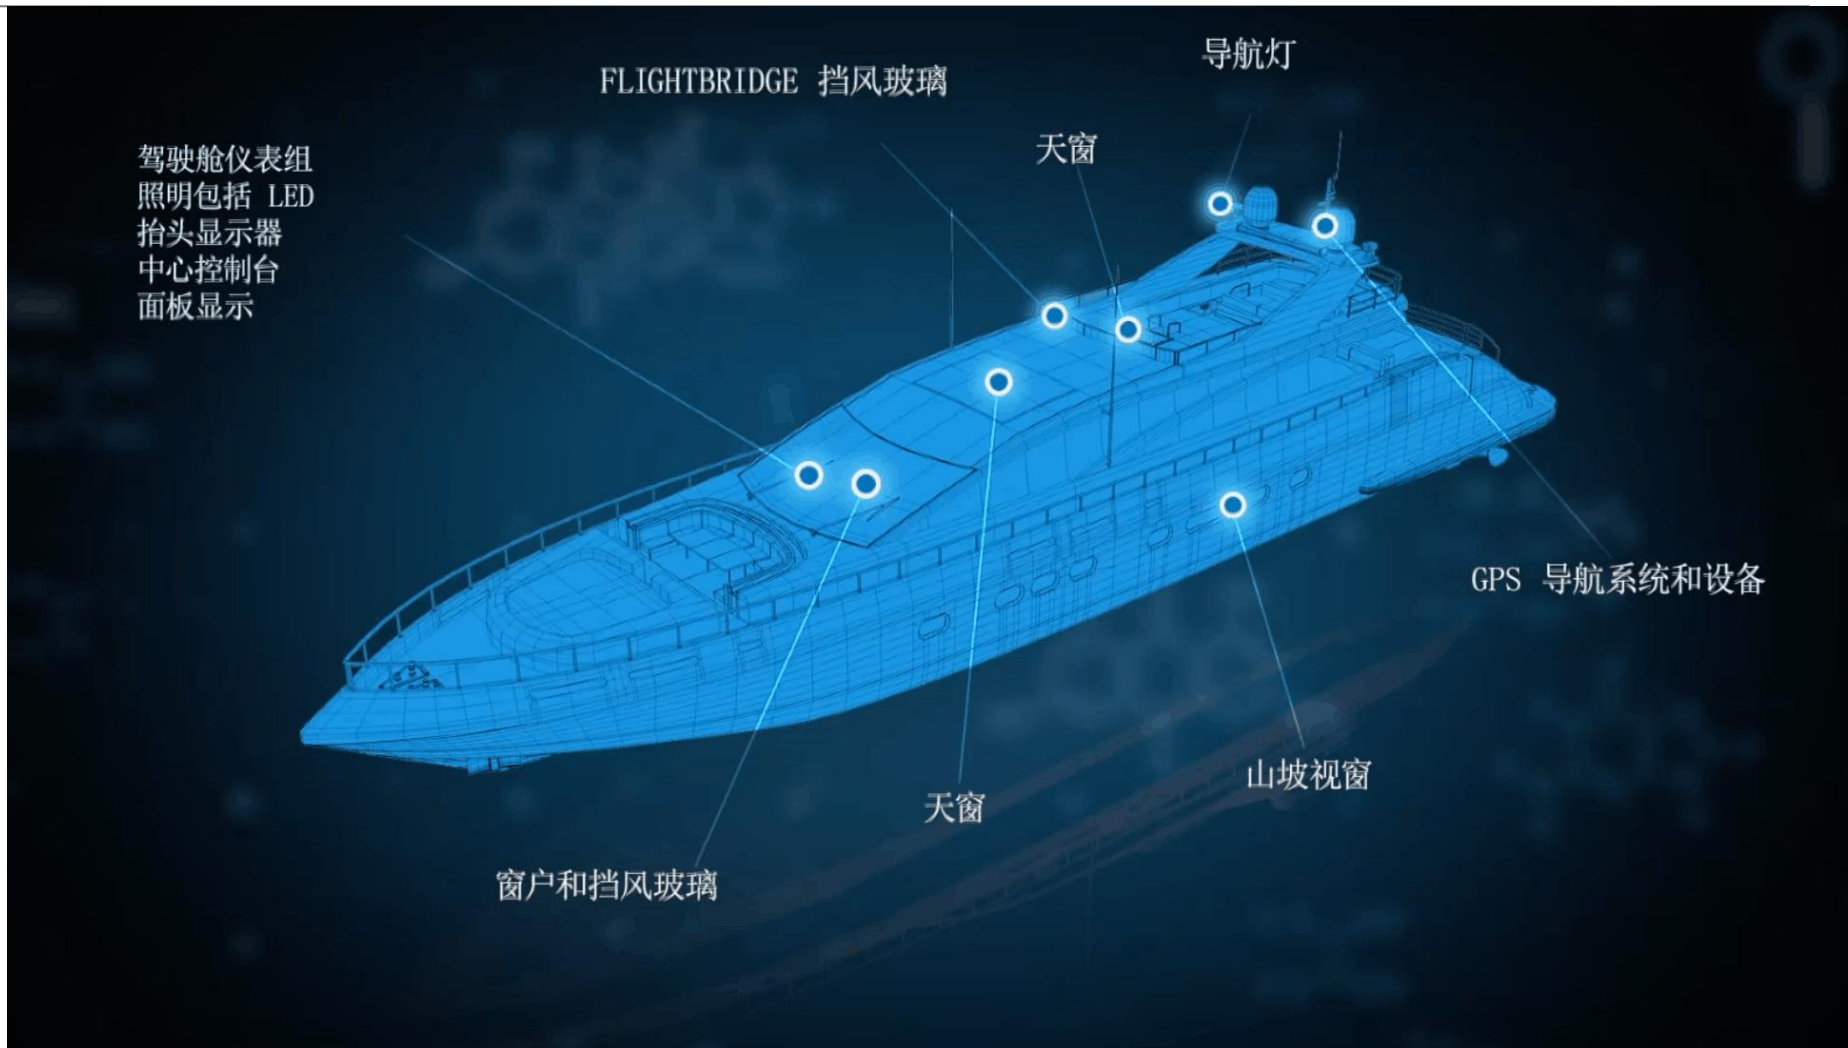 导航灯
FLIGHTBRIDGE 挡风玻璃
天窗
驾驶舱仪表组
照明包括 LED
抬头显示器
中心控制台
面板显示
GPS 导航系统和设备
山坡视窗
天窗
窗户和挡风玻璃